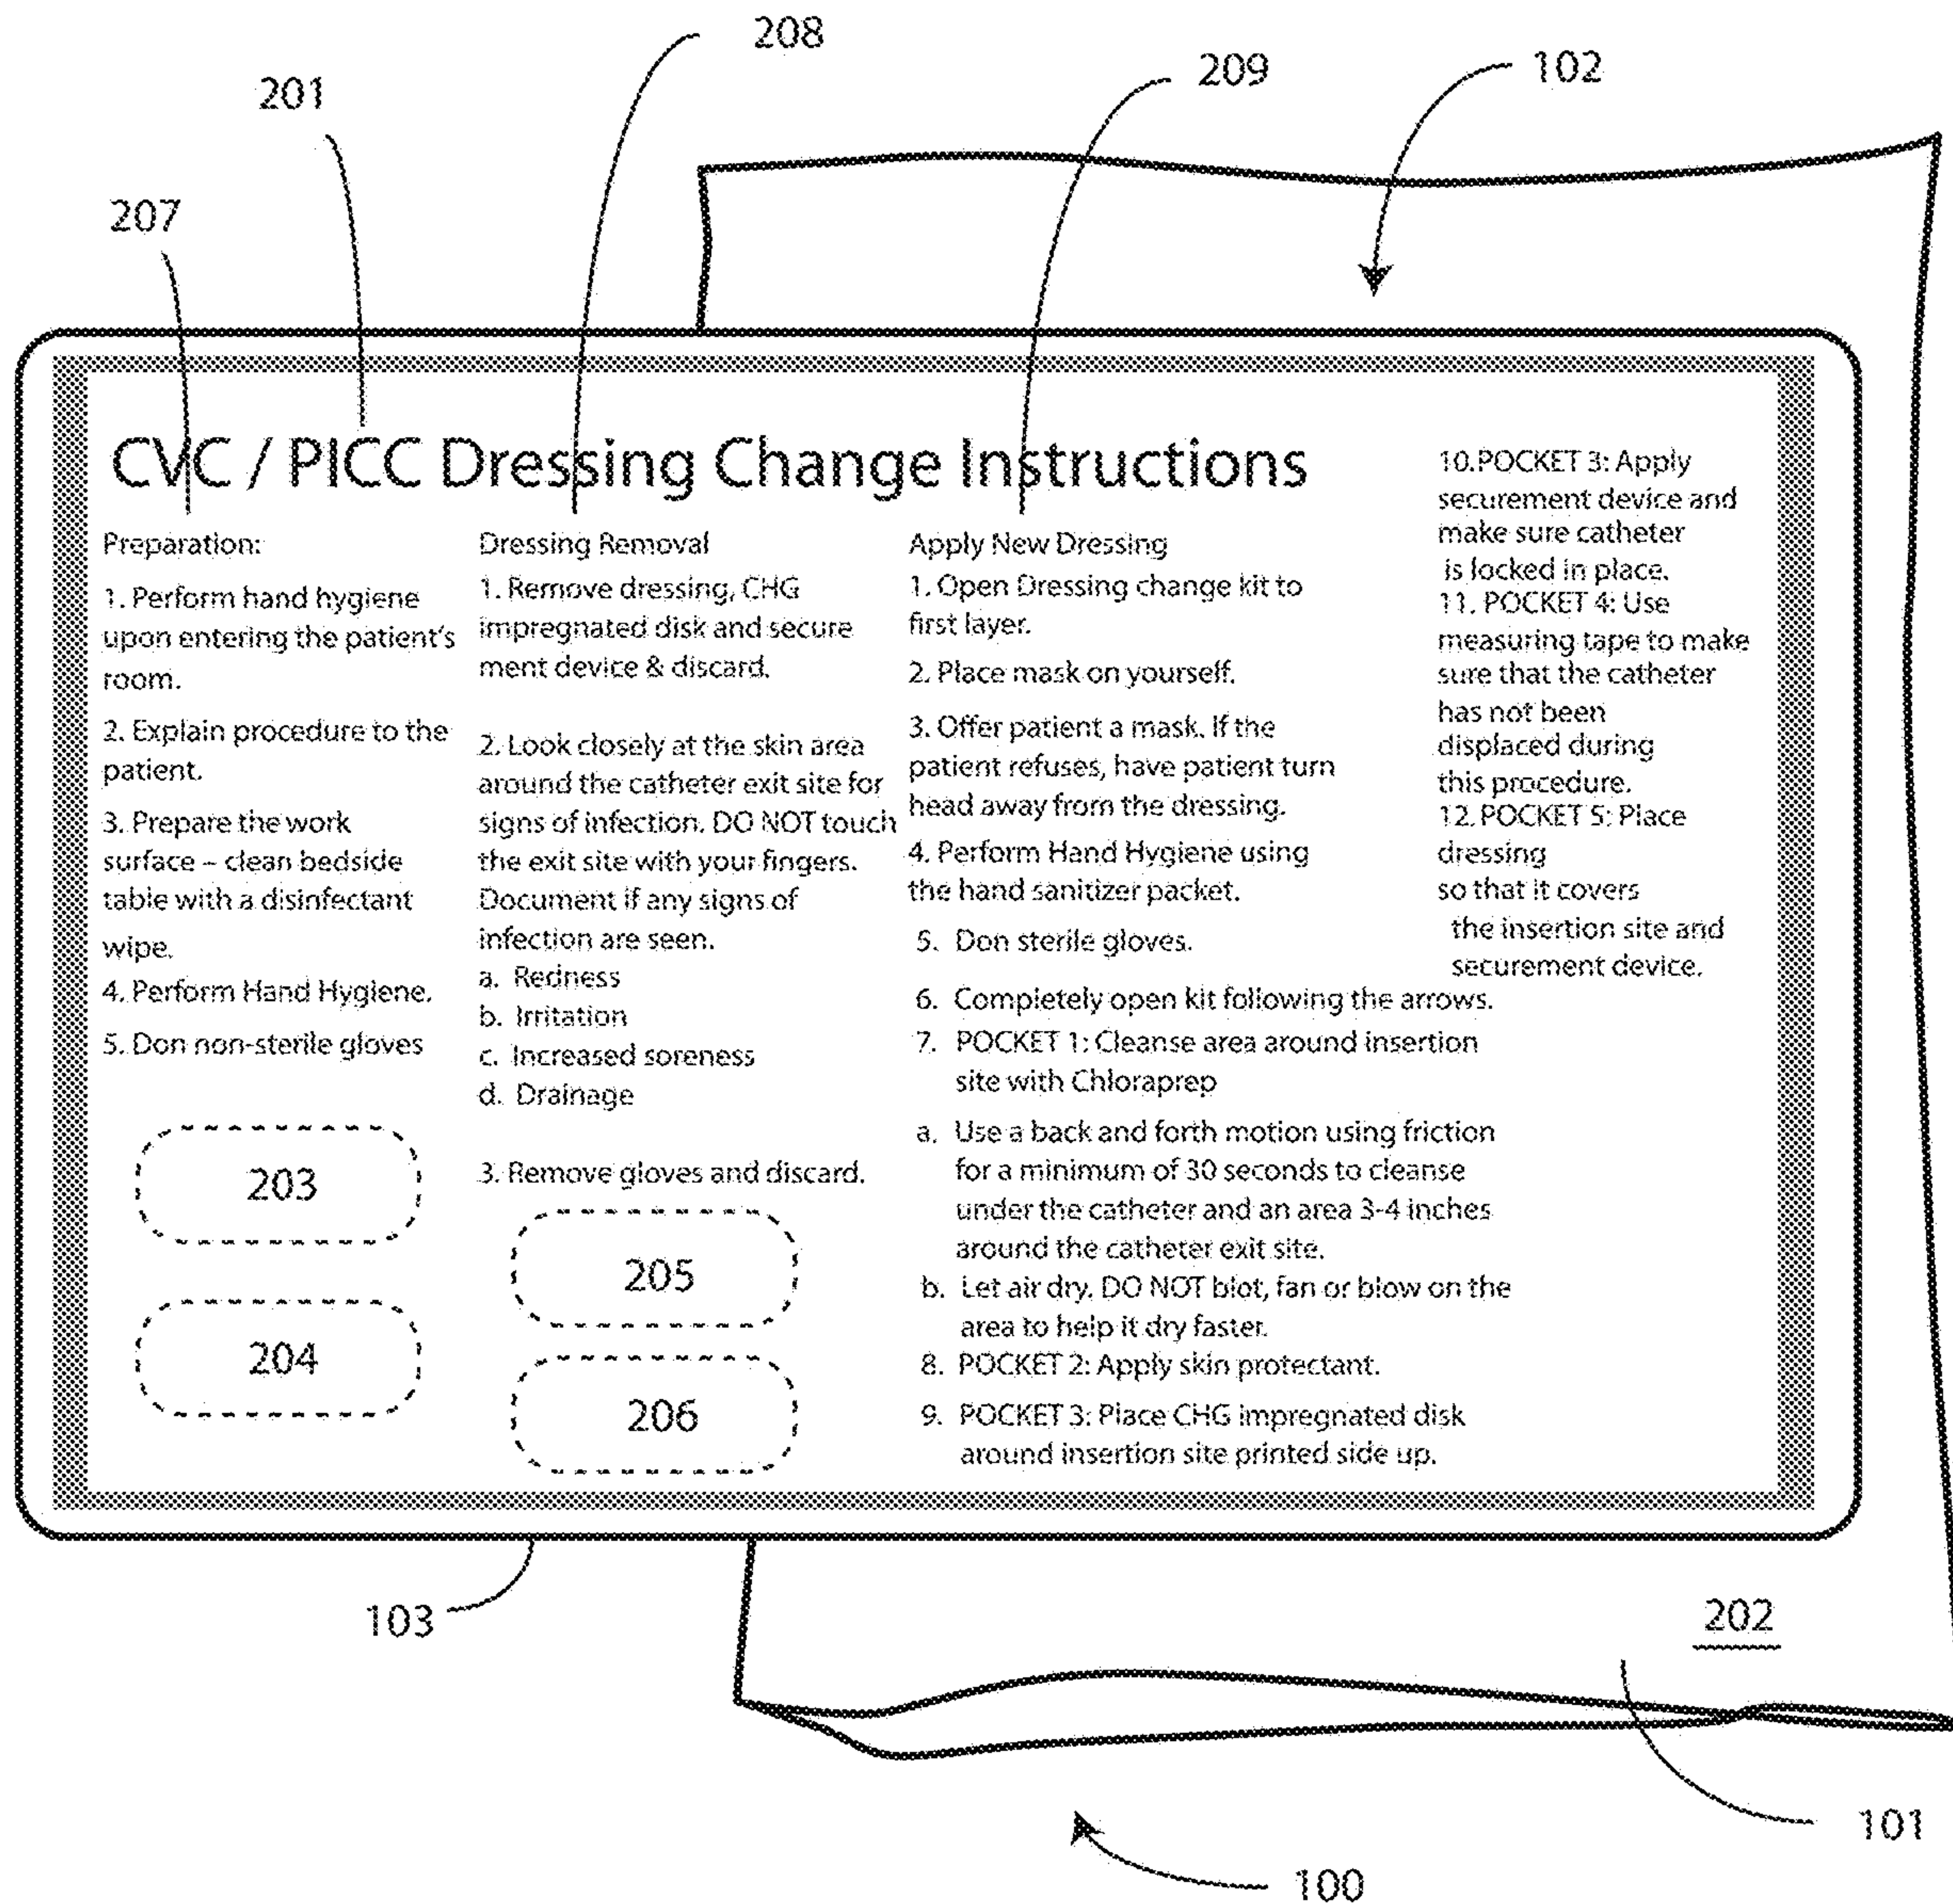 208
209
102
201
207
CVC / PICC Dressing Change Instructions
Preparation:
1. Perform hand hygiene
upon entering the patient's
room.
2. Explain procedure to the
patient.
3. Prepare the work
surface – clean bedside
table with a disinfectant
wipe.
4. Perform Hand Hygiene.
5. Don non-sterile gloves
203
204
Dressing Removal
1. Remove dressing, CHG
impregnated disk and secure
ment device & discard.
2. Look closely at the skin area
around the catheter exit site for
signs of infection. DO NOT touch
the exit site with your fingers.
Document if any signs of
infection are seen.
a. Redness
b. Irritation
c. Increased soreness
d. Drainage
3. Remove gloves and discard.
205
206
Apply New Dressing
1. Open Dressing change kit to
first layer.
2. Place mask on yourself.
3. Offer patient a mask. If the
patient refuses, have patient turn
head away from the dressing.
4. Perform Hand Hygiene using
the hand sanitizer packet.
5. Don sterile gloves.
6. Completely open kit following the arrows.
7. POCKET 1: Cleanse area around insertion
site with Chloraprep
a. Use a back and forth motion using friction
for a minimum of 30 seconds to cleanse
under the catheter and an area 3-4 inches
around the catheter exit site.
b. Let air dry. DO NOT blot, fan or blow on the
area to help it dry faster.
8. POCKET 2: Apply skin protectant.
9. POCKET 3: Place CHG impregnated disk
around insertion site printed side up.
10. POCKET 3: Apply
securement device and
make sure catheter
is locked in place.
11. POCKET 4: Use
measuring tape to make
sure that the catheter
has not been
displaced during
this procedure.
12. POCKET 5: Place
dressing
so that it covers
the insertion site and
securement device.
103
202
101
100